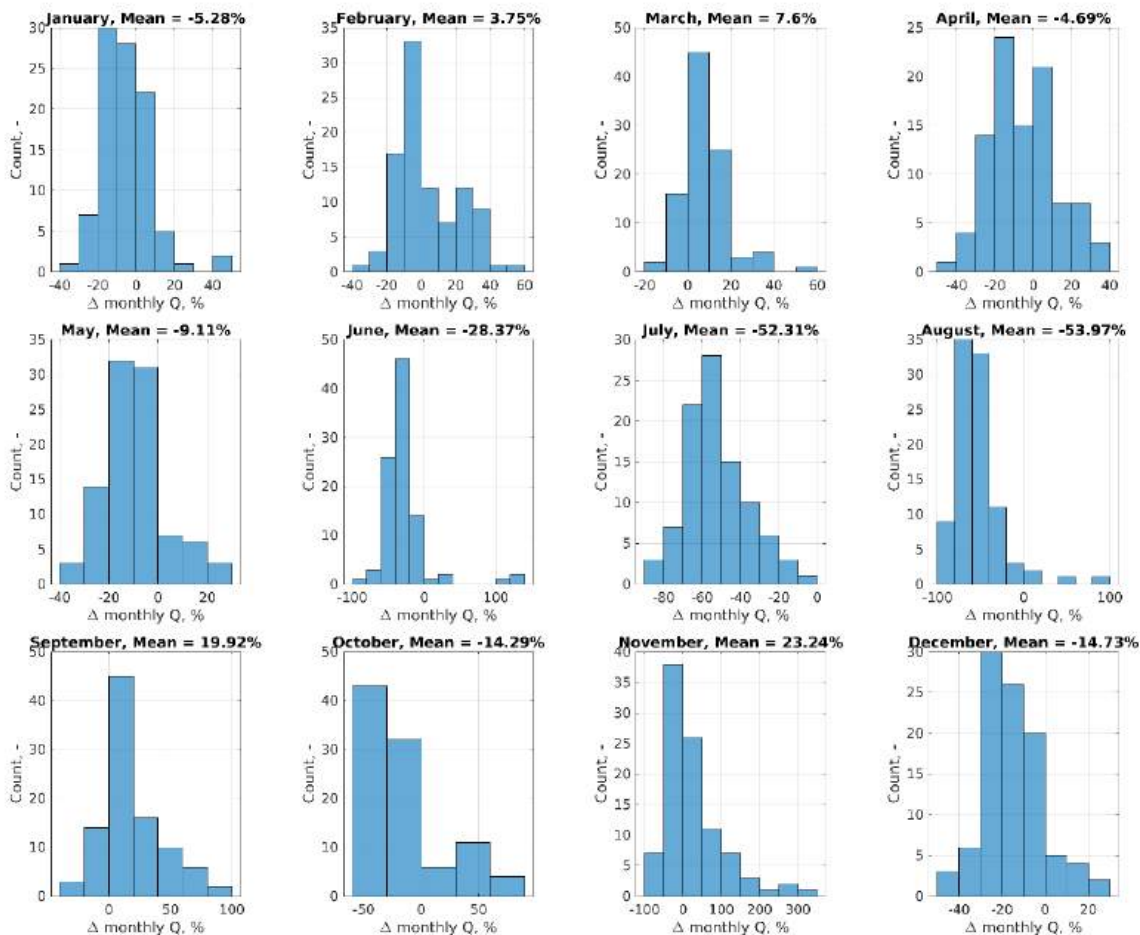 January, Mean = -5.28%
30
25
20
15
10
5
0
Count, -
-40 -20 0 20 40
Δ monthly Q, %
February, Mean = 3.75%
35
30
25
20
15
10
5
0
Count, -
-40 -20 0 20 40 60
Δ monthly Q, %
March, Mean = 7.6%
50
40
30
20
10
0
Count, -
-20 0 20 40 60
Δ monthly Q, %
April, Mean = -4.69%
25
20
15
10
5
0
Count, -
-40 -20 0 20 40
Δ monthly Q, %
May, Mean = -9.11%
35
30
25
20
15
10
5
0
Count, -
-40 -20 0 20
Δ monthly Q, %
June, Mean = -28.37%
50
40
30
20
10
0
Count, -
-100 0 100
Δ monthly Q, %
July, Mean = -52.31%
30
25
20
15
10
5
0
Count, -
-80 -60 -40 -20 0
Δ monthly Q, %
August, Mean = -53.97%
35
30
25
20
15
10
5
0
Count, -
-100 0 100
Δ monthly Q, %
September, Mean = 19.92%
50
40
30
20
10
0
Count, -
0 50 100
Δ monthly Q, %
October, Mean = -14.29%
50
40
30
20
10
0
Count, -
-50 0 50
Δ monthly Q, %
November, Mean = 23.24%
40
35
30
25
20
15
10
5
0
Count, -
-100 0 100 200 300
Δ monthly Q, %
December, Mean = -14.73%
30
25
20
15
10
5
0
Count, -
-40 -20 0 20
Δ monthly Q, %